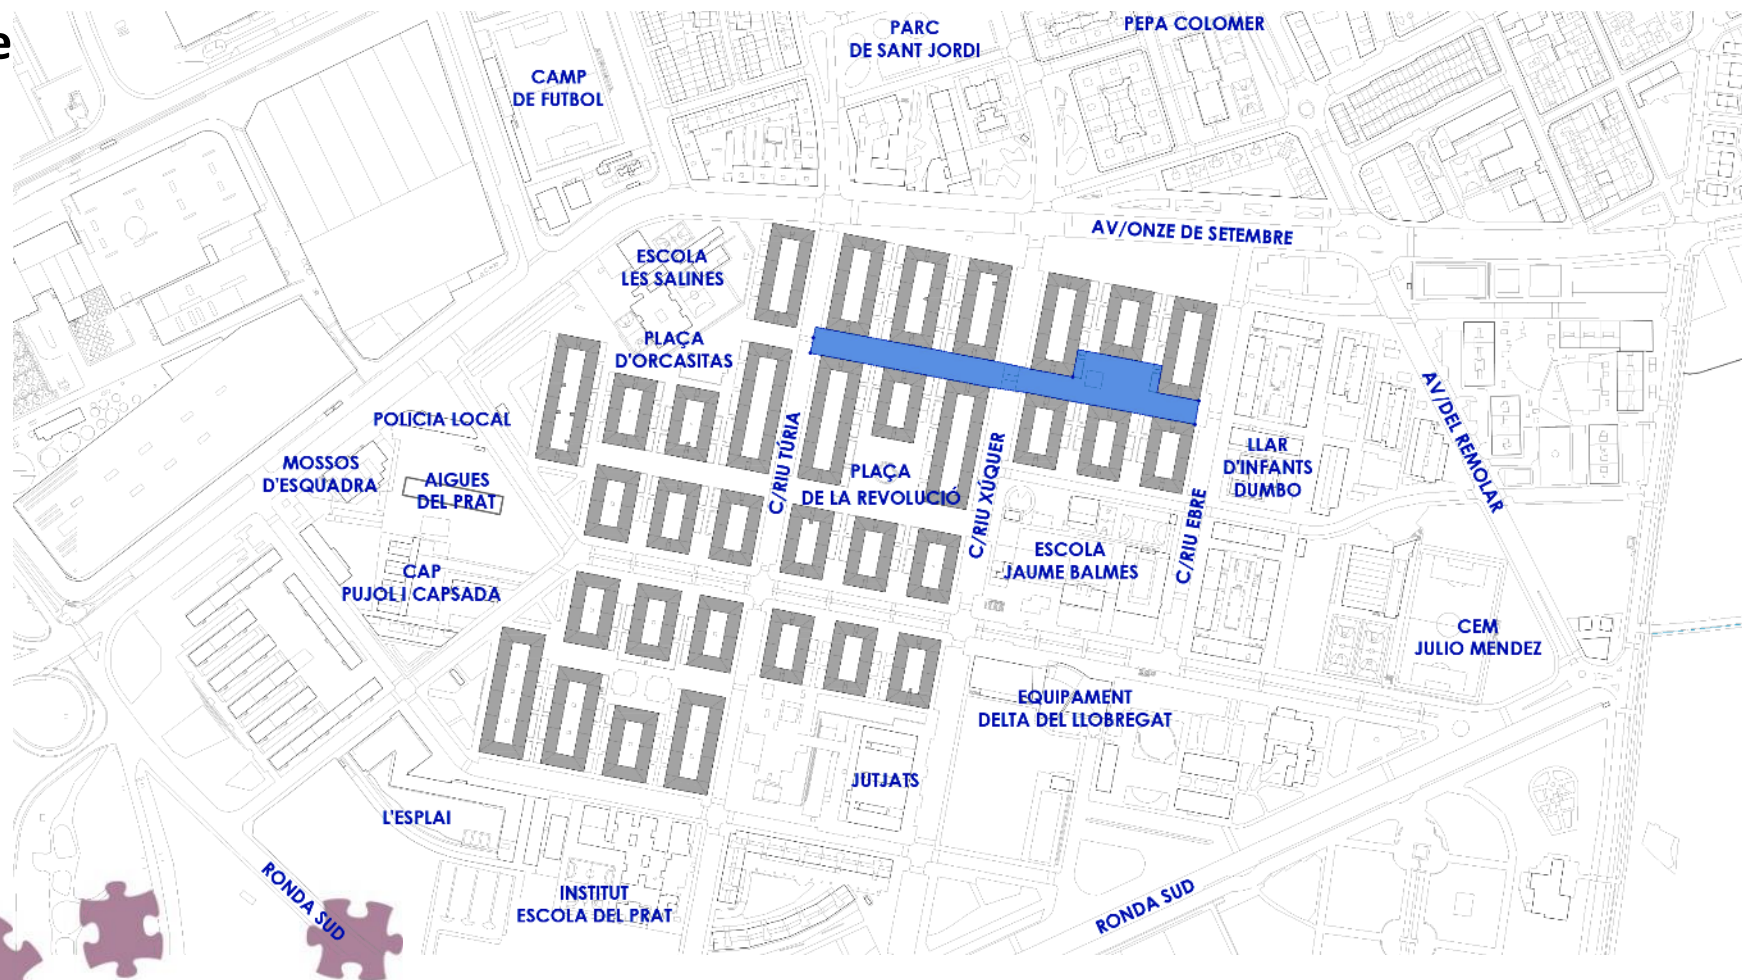 e
PARC
DE SANT JORDI
PEPA COLOMER
CAMP
DE FUTBOL
AV/ONZE DE SETEMBRE
ESCOLA
LES SALINES
PLAÇA
D'ORCASITAS
POLICIA LOCAL
MOSSOS
D'ESQUADRA
AIGUES
DEL PRAT
C/RIU TÚRIA
PLAÇA
DE LA REVOLUCIÓ
C/RIU XÚQUER
LLAR
D'INFANTS
DUMBO
AV/DEL REMOLAR
C/RIU EBRE
ESCOLA
JAUME BALMES
CAP
PUJOL I CAPSADA
CEM
JULIO MENDEZ
EQUIPAMENT
DELTA DEL LLOBREGAT
JUTJATS
L'ESPLAI
RONDA SUD
INSTITUT
ESCOLA DEL PRAT
RONDA SUD